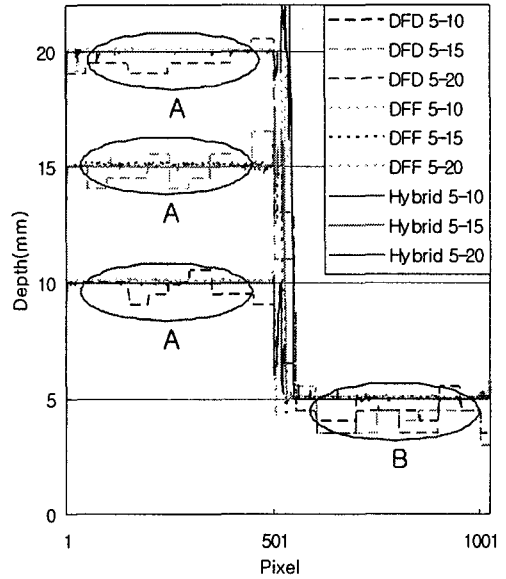 DFD 5-10
DFD 5-15
DFD 5-20
DFF 5-10
DFF 5-15
DFF 5-20
Hybrid 5-10
Hybrid 5-15
Hybrid 5-20
Depth(mm)
20
15
10
5
0
A
A
A
B
1
501
1001
Pixel